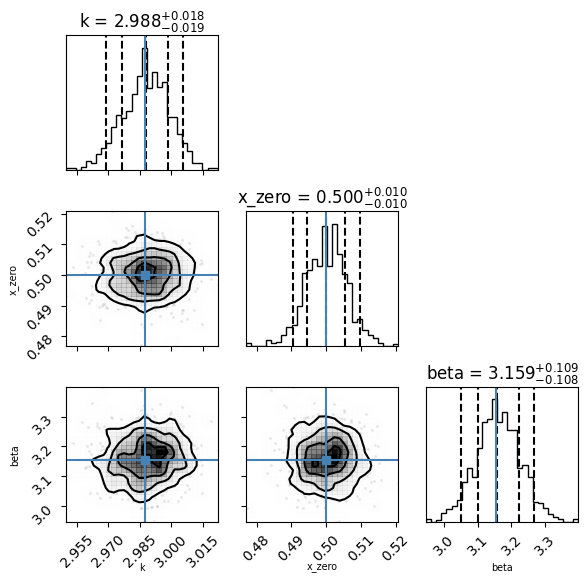 k = 2.988+0.018−0.019
x_zero = 0.500+0.010−0.010
x_zero
0.52
0.51
0.50
0.49
0.48
beta = 3.159+0.109−0.108
beta
3.3
3.2
3.1
3.0
2.955 2.970 2.985 3.000 3.015
k
0.48 0.49 0.50 0.51 0.52
x_zero
3.0 3.1 3.2 3.3
beta